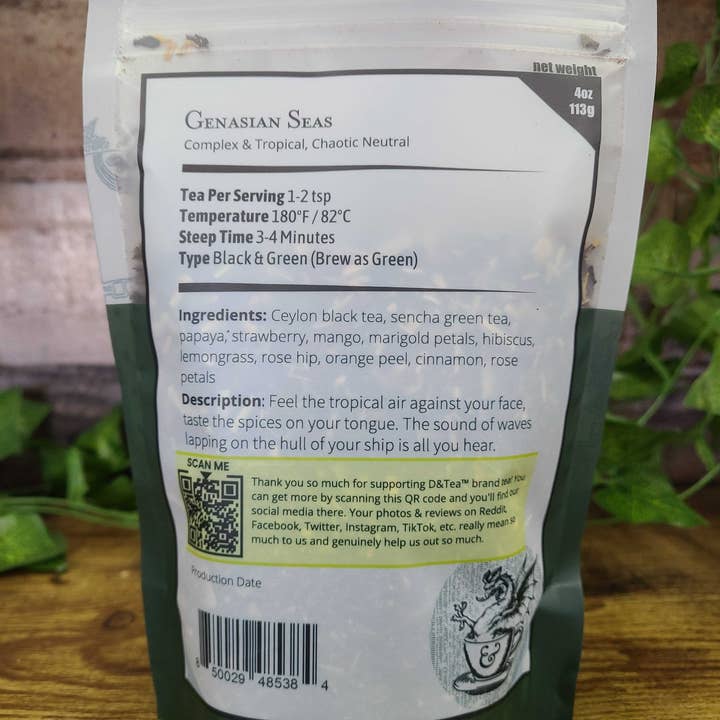 net weight
4oz
113g
Genasian Seas
Complex & Tropical, Chaotic Neutral
Tea Per Serving 1-2 tsp
Temperature 180°F / 82°C
Steep Time 3-4 Minutes
Type Black & Green (Brew as Green)
Ingredients: Ceylon black tea, sencha green tea,
papaya, strawberry, mango, marigold petals, hibiscus,
lemongrass, rose hip, orange peel, cinnamon, rose
petals
Description: Feel the tropical air against your face,
taste the spices on your tongue. The sound of waves
lapping on the hull of your ship is all you hear.
SCAN ME
Thank you so much for supporting D&Tea™ brand tea! You
can get more by scanning this QR code and you'll find our
social media there. Your photos & reviews on Reddit,
Facebook, Twitter, Instagram, TikTok, etc. really mean so
much to us and genuinely help us out so much.
Production Date
8 50029 48538 4
&